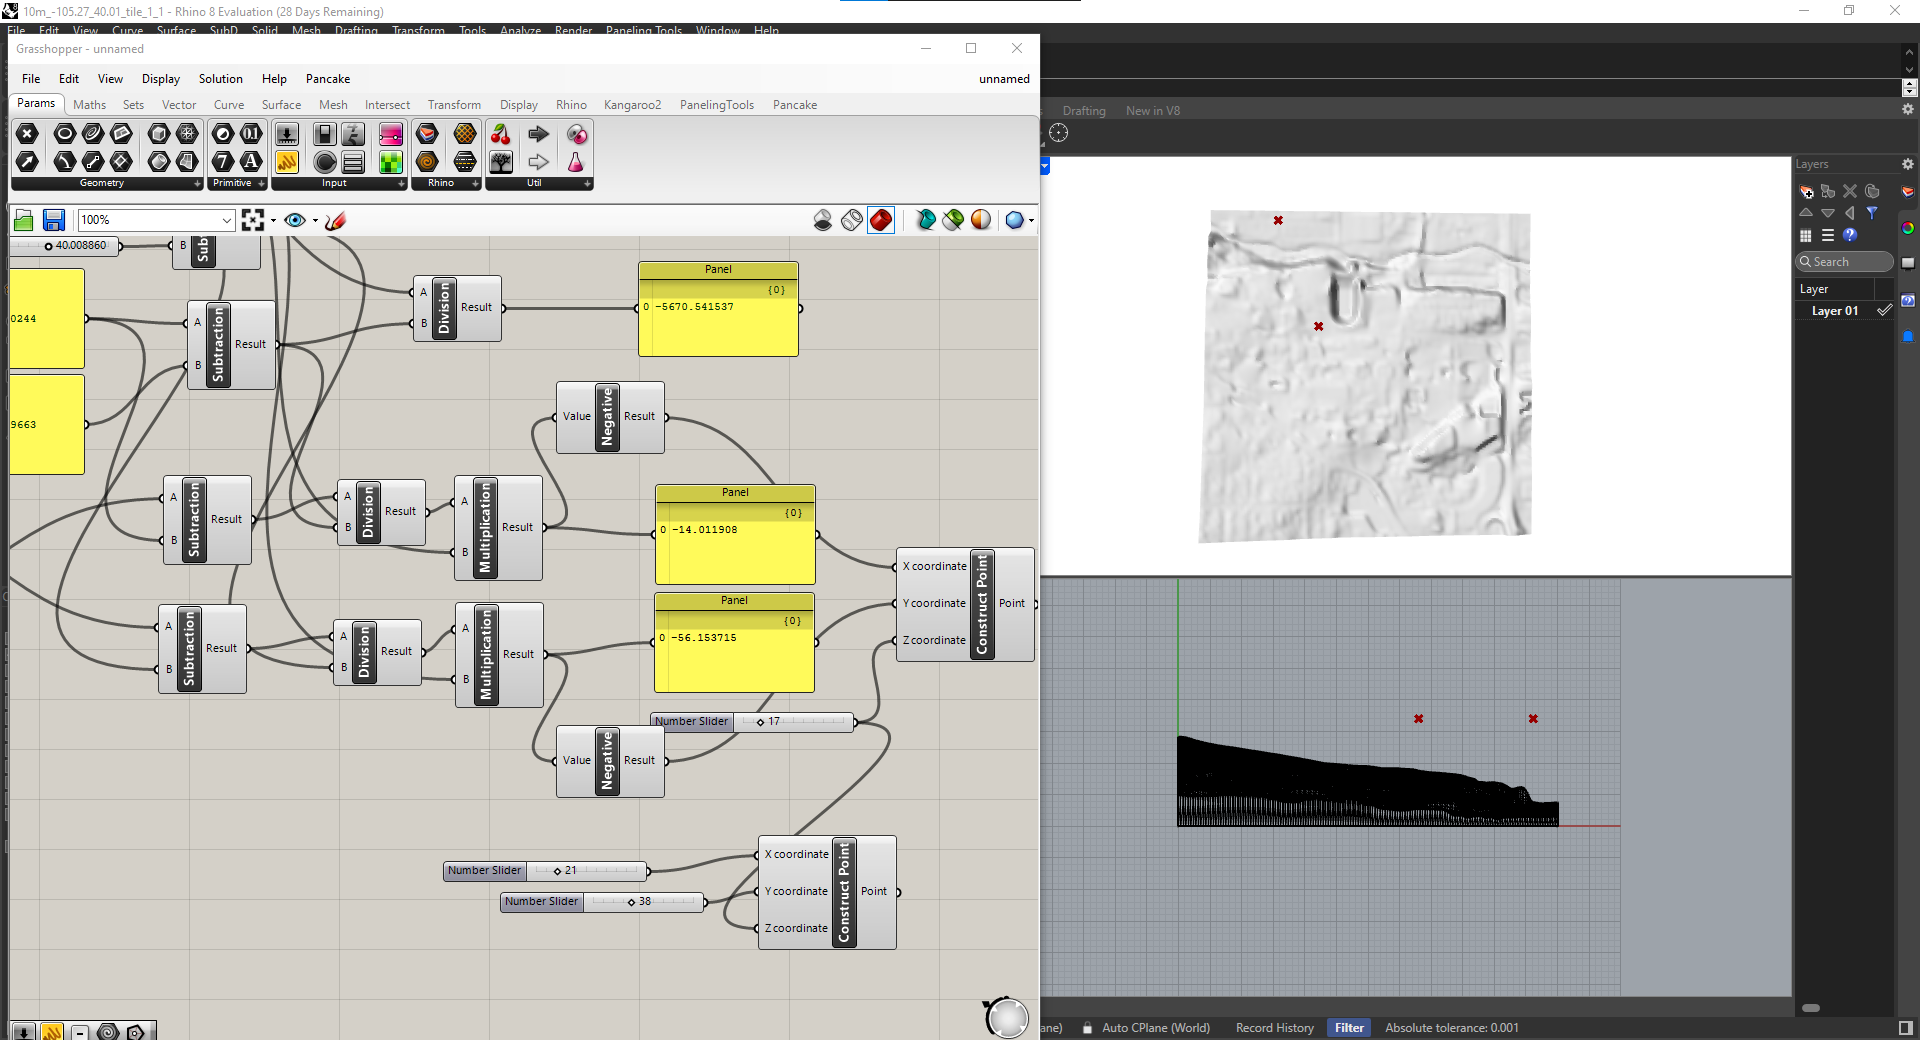 10m_-105.27_40.01_tile_1_1 - Rhino 8 Evaluation (28 Days Remaining)
File Edit View Curve Surface SubD Solid Mesh Drafting Transform Tools Analyze Render Paneling Tools Window Help
Grasshopper - unnamed
File Edit View Display Solution Help Pancake unnamed
Params Maths Sets Vector Curve Surface Mesh Intersect Transform Display Rhino Kangaroo2 PanelingTools Pancake
Geometry Primitive Input Rhino Util
100%
Drafting New in V8
Layers
Search
Layer
Layer 01
40.008860
B Sub
0244
9663
A B Subtraction Result
A B Division Result
Panel
{0}
0 -5670.541537
Value Negative Result
A B Subtraction Result
A B Division Result
A B Multiplication Result
Panel
{0}
0 -14.011908
X coordinate
Y coordinate
Z coordinate
Construct Point
Point
A B Subtraction Result
A B Division Result
A B Multiplication Result
Panel
{0}
0 -56.153715
Number Slider 17
Value Negative Result
Number Slider 21
Number Slider 38
X coordinate
Y coordinate
Z coordinate
Construct Point
Point
ane) Auto CPlane (World) Record History Filter Absolute tolerance: 0.001